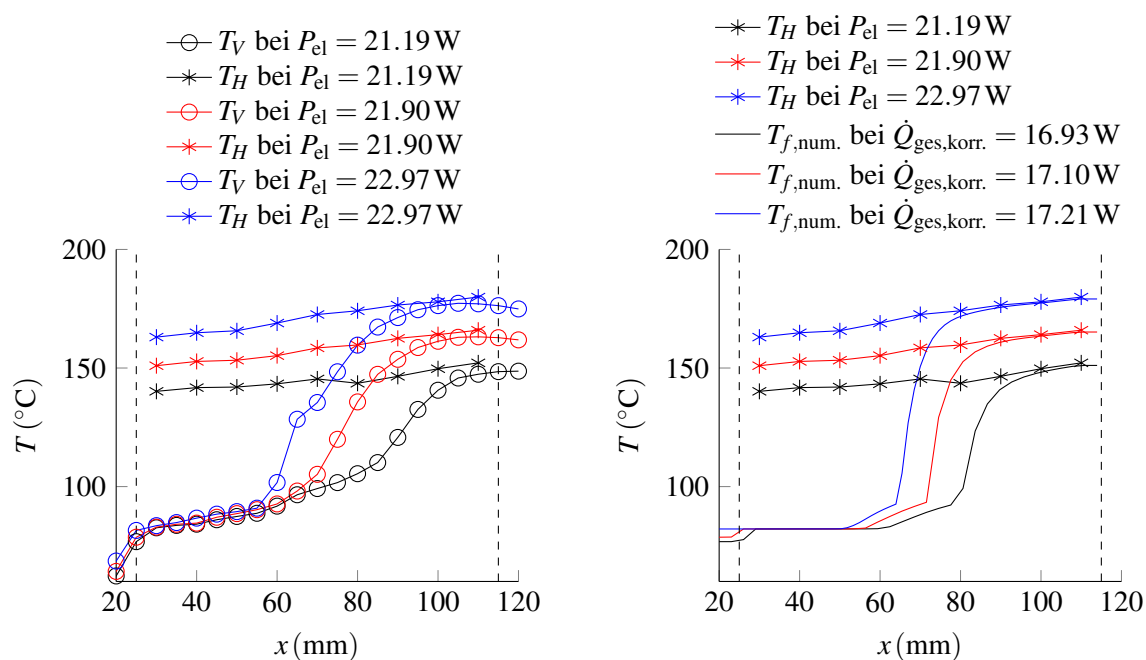 T_V bei P_el = 21.19 W
T_H bei P_el = 21.19 W
T_V bei P_el = 21.90 W
T_H bei P_el = 21.90 W
T_V bei P_el = 22.97 W
T_H bei P_el = 22.97 W
200
150
100
T (°C)
20 40 60 80 100 120
x (mm)
T_H bei P_el = 21.19 W
T_H bei P_el = 21.90 W
T_H bei P_el = 22.97 W
T_f,num. bei Q̇_ges,korr. = 16.93 W
T_f,num. bei Q̇_ges,korr. = 17.10 W
T_f,num. bei Q̇_ges,korr. = 17.21 W
200
150
100
T (°C)
20 40 60 80 100 120
x (mm)